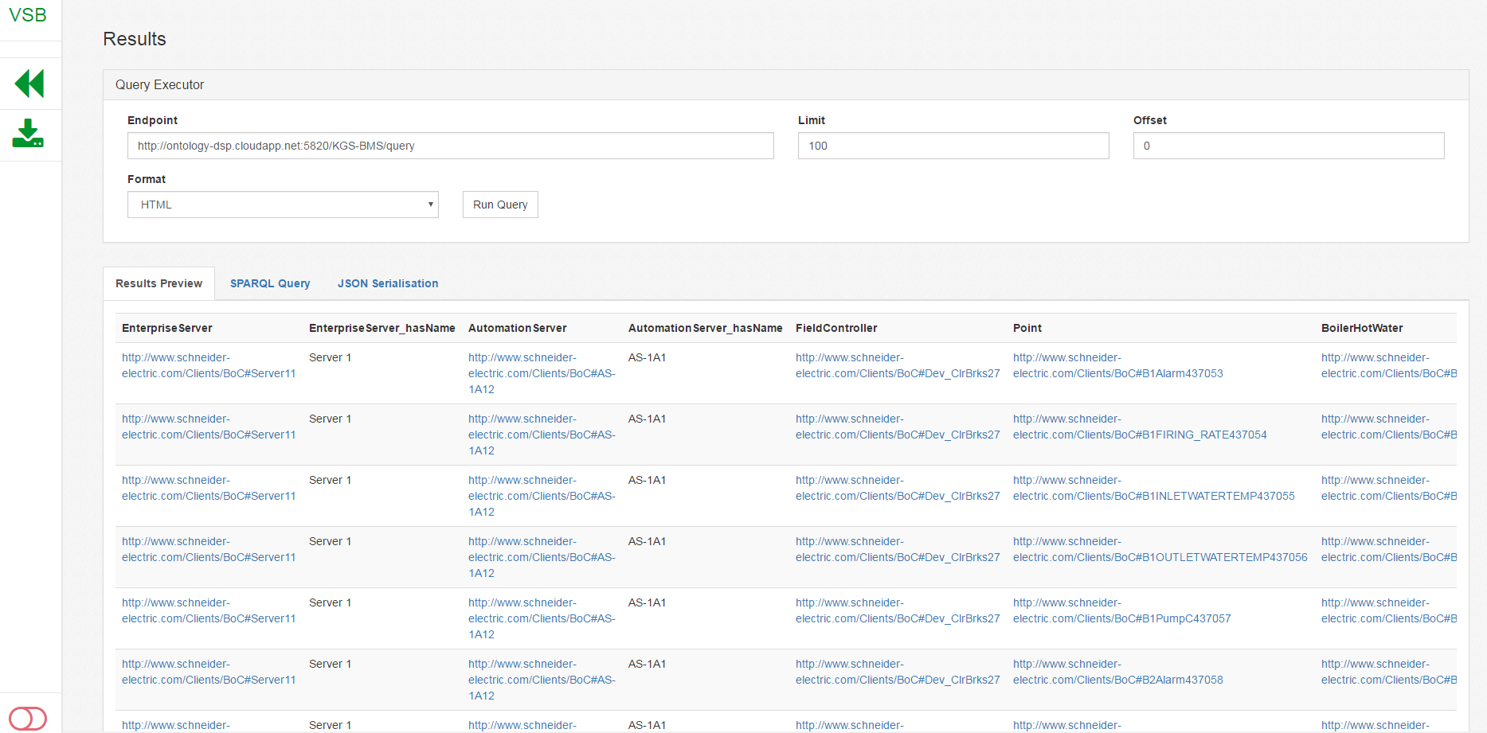 VSB
Results
Query Executor
Endpoint Limit Offset
http://ontology-dsp.cloudapp.net:5820/KGS-BMS/query 100 0
Format
HTML Run Query
Results Preview SPARQL Query JSON Serialisation
EnterpriseServer EnterpriseServer_hasName AutomationServer AutomationServer_hasName FieldController Point BoilerHotWater
http://www.schneider- Server 1 http://www.schneider- AS-1A1 http://www.schneider- http://www.schneider- http://www.schneider-
electric.com/Clients/BoC#Server11 electric.com/Clients/BoC#AS- electric.com/Clients/BoC#Dev_ClrBrks27 electric.com/Clients/BoC#B1Alarm437053 electric.com/Clients/BoC#B
1A12
http://www.schneider- Server 1 http://www.schneider- AS-1A1 http://www.schneider- http://www.schneider- http://www.schneider-
electric.com/Clients/BoC#Server11 electric.com/Clients/BoC#AS- electric.com/Clients/BoC#Dev_ClrBrks27 electric.com/Clients/BoC#B1FIRING_RATE437054 electric.com/Clients/BoC#B
1A12
http://www.schneider- Server 1 http://www.schneider- AS-1A1 http://www.schneider- http://www.schneider- http://www.schneider-
electric.com/Clients/BoC#Server11 electric.com/Clients/BoC#AS- electric.com/Clients/BoC#Dev_ClrBrks27 electric.com/Clients/BoC#B1INLETWATERTEMP437055 electric.com/Clients/BoC#B
1A12
http://www.schneider- Server 1 http://www.schneider- AS-1A1 http://www.schneider- http://www.schneider- http://www.schneider-
electric.com/Clients/BoC#Server11 electric.com/Clients/BoC#AS- electric.com/Clients/BoC#Dev_ClrBrks27 electric.com/Clients/BoC#B1OUTLETWATERTEMP437056 electric.com/Clients/BoC#B
1A12
http://www.schneider- Server 1 http://www.schneider- AS-1A1 http://www.schneider- http://www.schneider- http://www.schneider-
electric.com/Clients/BoC#Server11 electric.com/Clients/BoC#AS- electric.com/Clients/BoC#Dev_ClrBrks27 electric.com/Clients/BoC#B1PumpC437057 electric.com/Clients/BoC#B
1A12
http://www.schneider- Server 1 http://www.schneider- AS-1A1 http://www.schneider- http://www.schneider- http://www.schneider-
electric.com/Clients/BoC#Server11 electric.com/Clients/BoC#AS- electric.com/Clients/BoC#Dev_ClrBrks27 electric.com/Clients/BoC#B2Alarm437058 electric.com/Clients/BoC#B
1A12
http://www.schneider- Server 1 http://www.schneider- AS-1A1 http://www.schneider- http://www.schneider- http://www.schneider-